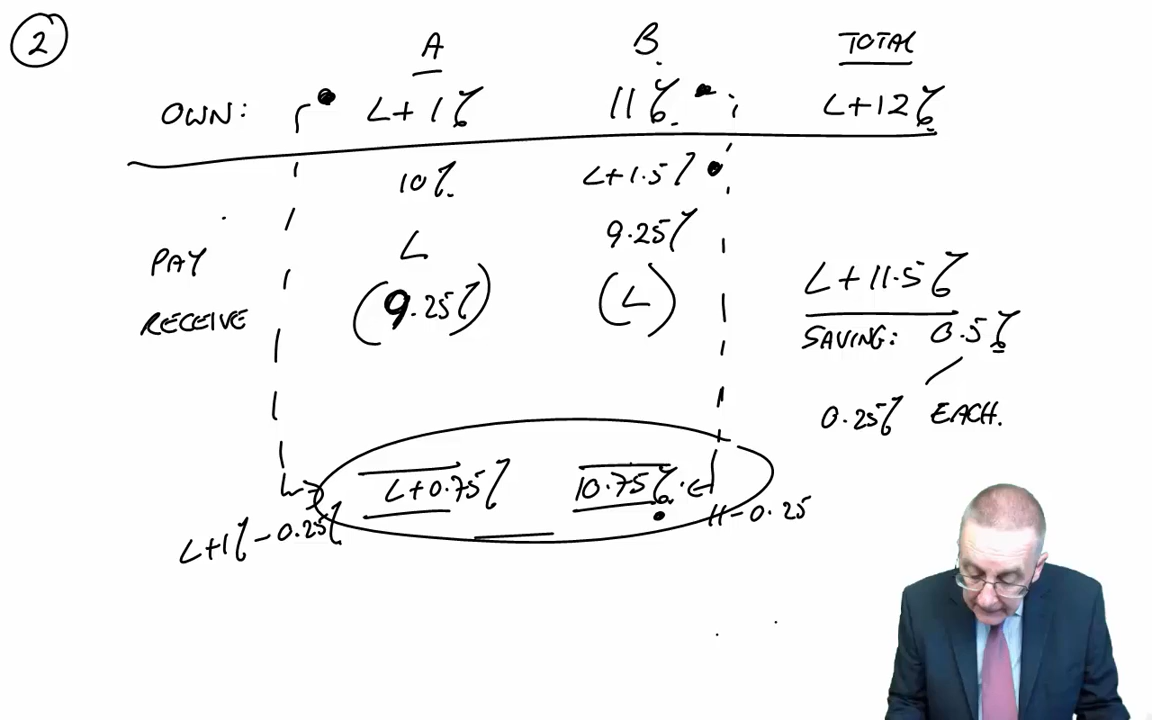 2
A B TOTAL
OWN: L+1% 11% L+12%
10% L+1.5%
PAY L 9.25% L+11.5%
RECEIVE (9.25%) (L) SAVING: 0.5%
0.25% EACH.
L+0.75% 10.75%
L+1%-0.25% 11-0.25